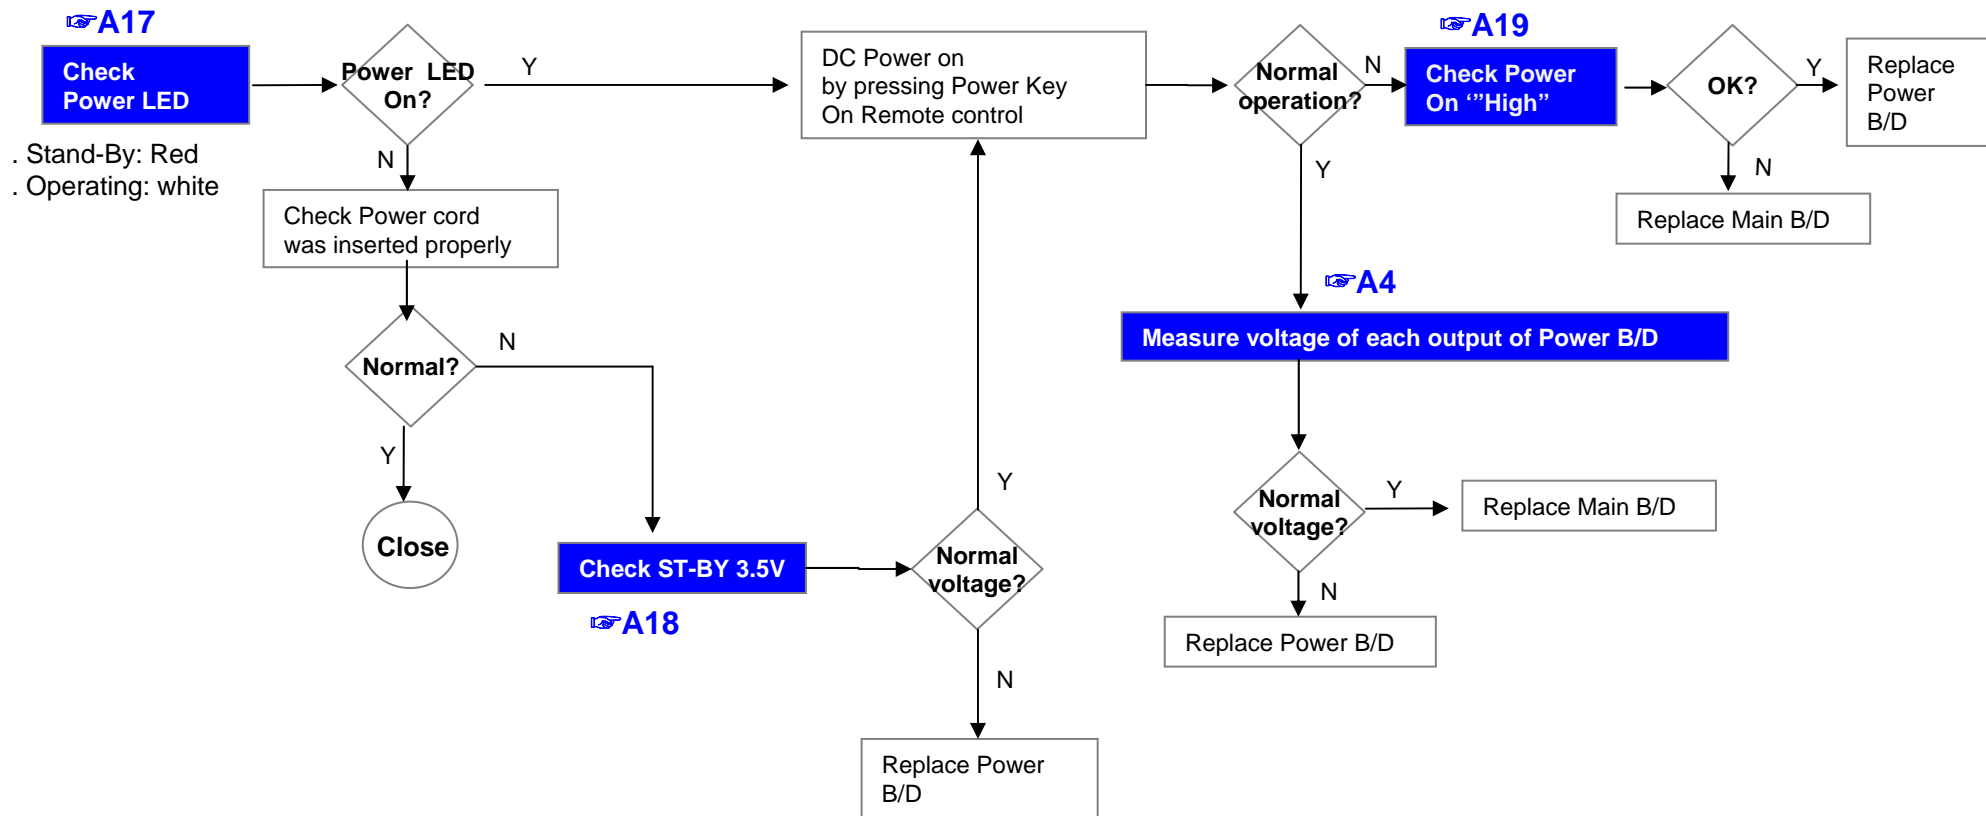 ☞A17
Check
Power LED
. Stand-By: Red
. Operating: white
Power LED
On?
Y
N
Check Power cord
was inserted properly
Normal?
N
Y
Close
Check ST-BY 3.5V
☞A18
Normal
voltage?
Y
N
Replace Power
B/D
DC Power on
by pressing Power Key
On Remote control
Normal
operation?
N
Y
☞A19
Check Power
On ‘”High”
OK?
Y
Replace
Power
B/D
N
Replace Main B/D
☞A4
Measure voltage of each output of Power B/D
Normal
voltage?
Y
Replace Main B/D
N
Replace Power B/D